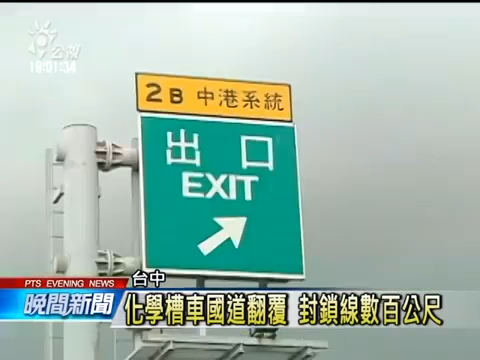 公視
19:01:34
2B 中港系統
出口
EXIT
PTS EVENING NEWS
台中
晚間新聞
化學槽車國道翻覆 封鎖線數百公尺